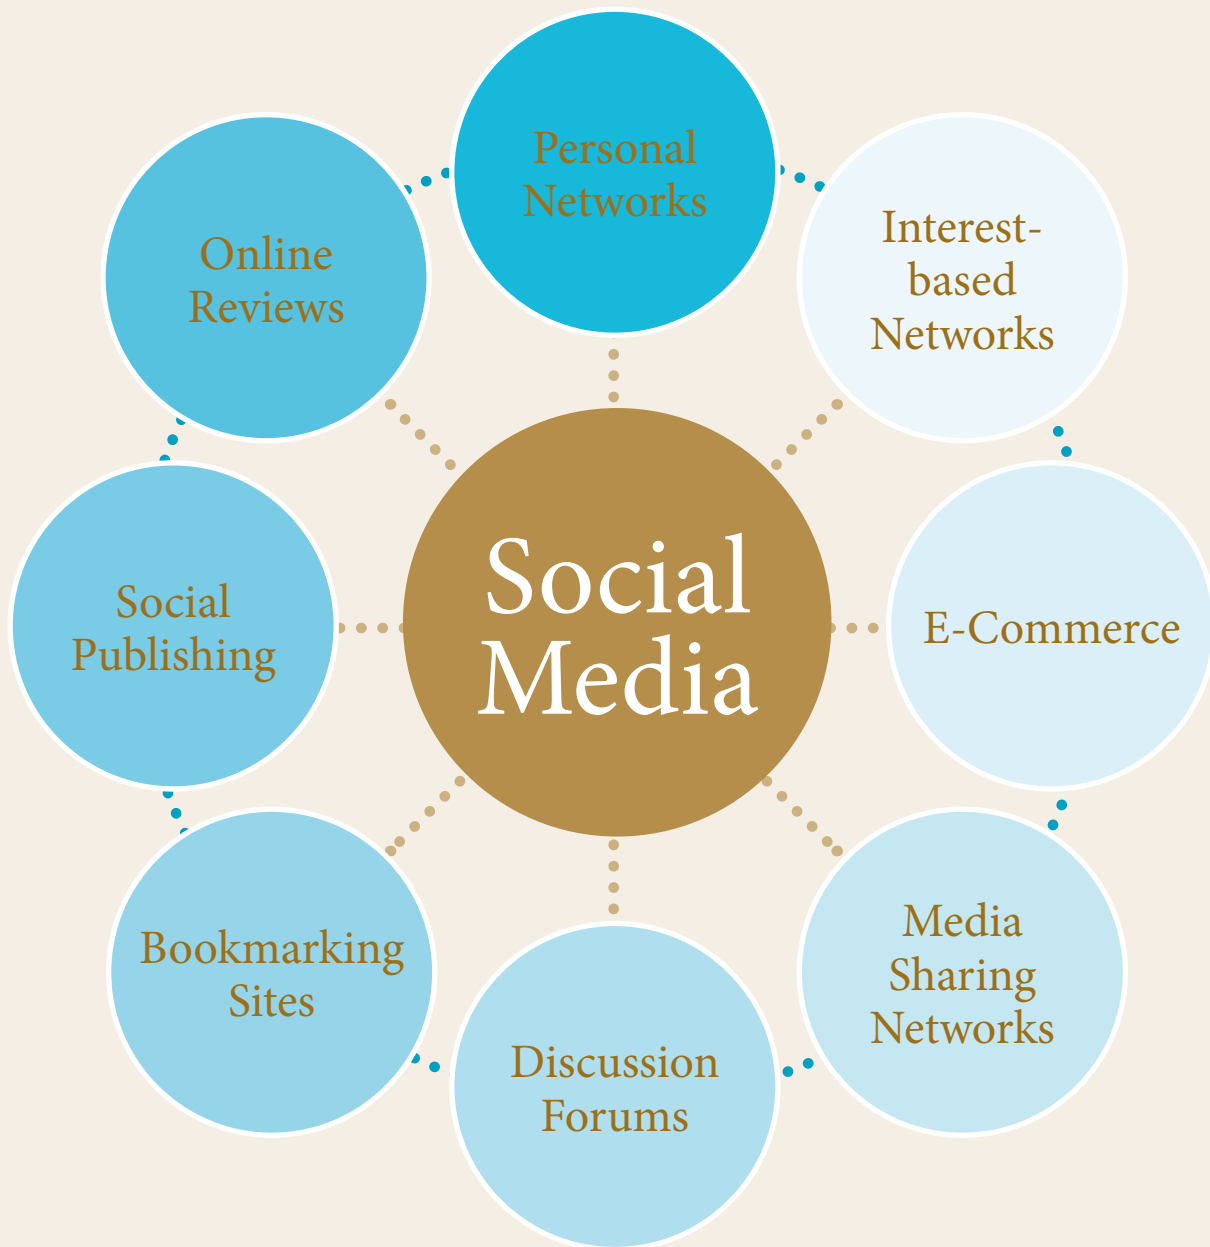 Personal
Networks
Interest-
based
Networks
Online
Reviews
Social
Media
Social
Publishing
E-Commerce
Bookmarking
Sites
Media
Sharing
Networks
Discussion
Forums